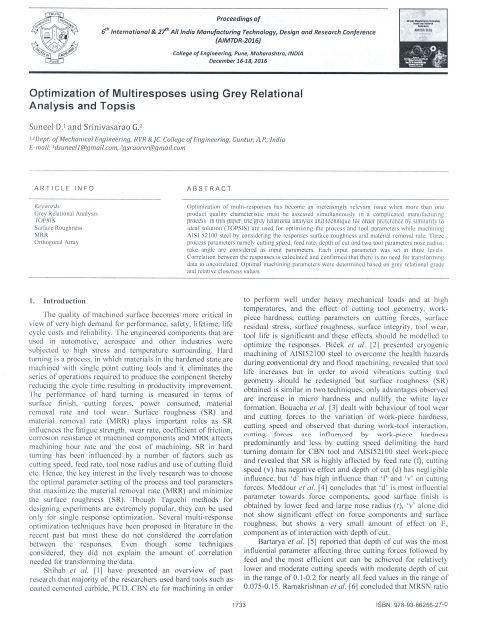 Proceedings of
6th International & 27th All India Manufacturing Technology, Design and Research Conference
(AIMTDR-2016)
College of Engineering, Pune, Maharashtra, INDIA
December 16-18, 2016
Optimization of Multiresposes using Grey Relational
Analysis and Topsis
Suneel D.1 and Srinivasarao G.2
1,2Dept. of Mechanical Engineering, RVR & JC. College of Engineering, Guntur, A.P., India
E-mail: 1dsuneel1@gmail.com, 2gsraorvr@gmail.com
ARTICLE INFO
Keywords:
Grey Relational Analysis
TOPSIS
Surface Roughness
MRR
Orthogonal Array
ABSTRACT
Optimization of multi-responses has become an increasingly relevant issue when more than one
product quality characteristic must be assessed simultaneously in a complicated manufacturing
process. In this paper, the grey relational analysis and technique for order preference by similarity to
ideal solution (TOPSIS) are used for optimizing the process and tool parameters while machining
AISI 52100 steel by considering the responses surface roughness and material removal rate. Three
process parameters namely cutting speed, feed rate, depth of cut and two tool parameters nose radius,
rake angle are considered as input parameters. Each input parameter was set at three levels.
Correlation between the responses is calculated and confirmed that there is no need for transforming
data to uncorrelated. Optimal machining parameters were determined based on grey relational grade
and relative closeness values.
1. Introduction
The quality of machined surface becomes more critical in
view of very high demand for performance, safety, lifetime, life
cycle costs and reliability. The engineered components that are
used in automotive, aerospace and other industries were
subjected to high stress and temperature surrounding. Hard
turning is a process, in which materials in the hardened state are
machined with single point cutting tools and it eliminates the
series of operations required to produce the component thereby
reducing the cycle time resulting in productivity improvement.
The performance of hard turning is measured in terms of
surface finish, cutting forces, power consumed, material
removal rate and tool wear. Surface roughness (SR) and
material removal rate (MRR) plays important roles as SR
influences the fatigue strength, wear rate, coefficient of friction,
corrosion resistance of machined components and MRR affects
machining hour rate and the cost of machining. SR in hard
turning has been influenced by a number of factors such as
cutting speed, feed rate, tool nose radius and use of cutting fluid
etc. Hence, the key interest in the lively research was to choose
the optimal parameter setting of the process and tool parameters
that maximize the material removal rate (MRR) and minimize
the surface roughness (SR). Though Taguchi methods for
designing experiments are extremely popular, they can be used
only for single response optimization. Several multi-response
optimization techniques have been proposed in literature in the
recent past but most these do not considered the correlation
between the responses. Even though some techniques
considered, they did not explain the amount of correlation
needed for transforming the data.
Shihab et al. [1] have presented an overview of past
research that majority of the researchers used hard tools such as
coated cemented carbide, PCD, CBN etc for machining in order
to perform well under heavy mechanical loads and at high
temperatures, and the effect of cutting tool geometry, work-
piece hardness, cutting parameters on cutting forces, surface
residual stress, surface roughness, surface integrity, tool wear,
tool life is significant and these effects should be modelled to
optimize the responses. Biček et al. [2] presented cryogenic
machining of AISI52100 steel to overcome the health hazards
during conventional dry and flood machining, revealed that tool
life increases but in order to avoid vibrations cutting tool
geometry should be redesigned but surface roughness (SR)
obtained is similar in two techniques, only advantages observed
are increase in micro hardness and nullify the white layer
formation. Bouacha et al. [3] dealt with behaviour of tool wear
and cutting forces to the variation of work-piece hardness,
cutting speed and observed that during work-tool interaction,
cutting forces are influenced by work-piece hardness
predominantly and less by cutting speed delimiting the hard
turning domain for CBN tool and AISI52100 steel work-piece
and revealed that SR is highly affected by feed rate (f), cutting
speed (v) has negative effect and depth of cut (d) has negligible
influence, but 'd' has high influence than 'f' and 'v' on cutting
forces. Meddour et al. [4] concludes that 'd' is most influential
parameter towards force components, good surface finish is
obtained by lower feed and large nose radius (r), 'v' alone did
not show significant effect on force components and surface
roughness, but shows a very small amount of effect on
component as of interaction with depth of cut.
Bartarya et al. [5] reported that depth of cut was the most
influential parameter affecting three cutting forces followed by
feed and the most efficient cut can be achieved for relatively
lower and moderate cutting speeds with moderate depth of cut
in the range of 0.1-0.2 for nearly all feed values in the range of
0.075-0.15. Ramakrishnan et al. [6] concluded that MRSN ratio
1733
ISBN: 978-93-86256-27-0